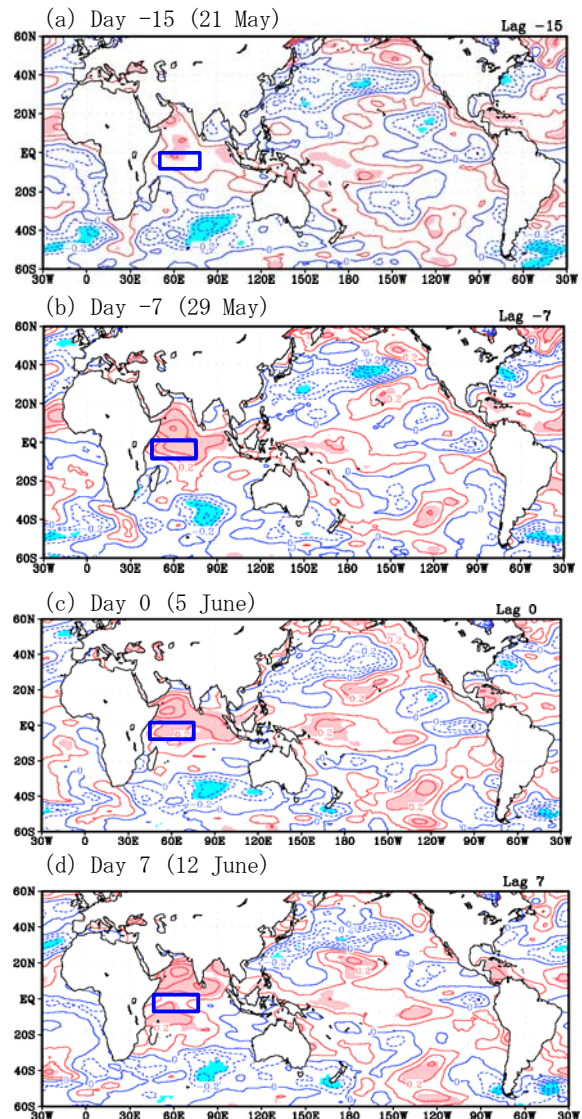 (a) Day -15 (21 May)
Lag -15
60N
40N
20N
EQ
20S
40S
60S
30W 0 30E 60E 90E 120E 150E 180 150W 120W 90W 60W 30W
(b) Day -7 (29 May)
Lag -7
60N
40N
20N
EQ
20S
40S
60S
30W 0 30E 60E 90E 120E 150E 180 150W 120W 90W 60W 30W
(c) Day 0 (5 June)
Lag 0
60N
40N
20N
EQ
20S
40S
60S
30W 0 30E 60E 90E 120E 150E 180 150W 120W 90W 60W 30W
(d) Day 7 (12 June)
Lag 7
60N
40N
20N
EQ
20S
40S
60S
30W 0 30E 60E 90E 120E 150E 180 150W 120W 90W 60W 30W